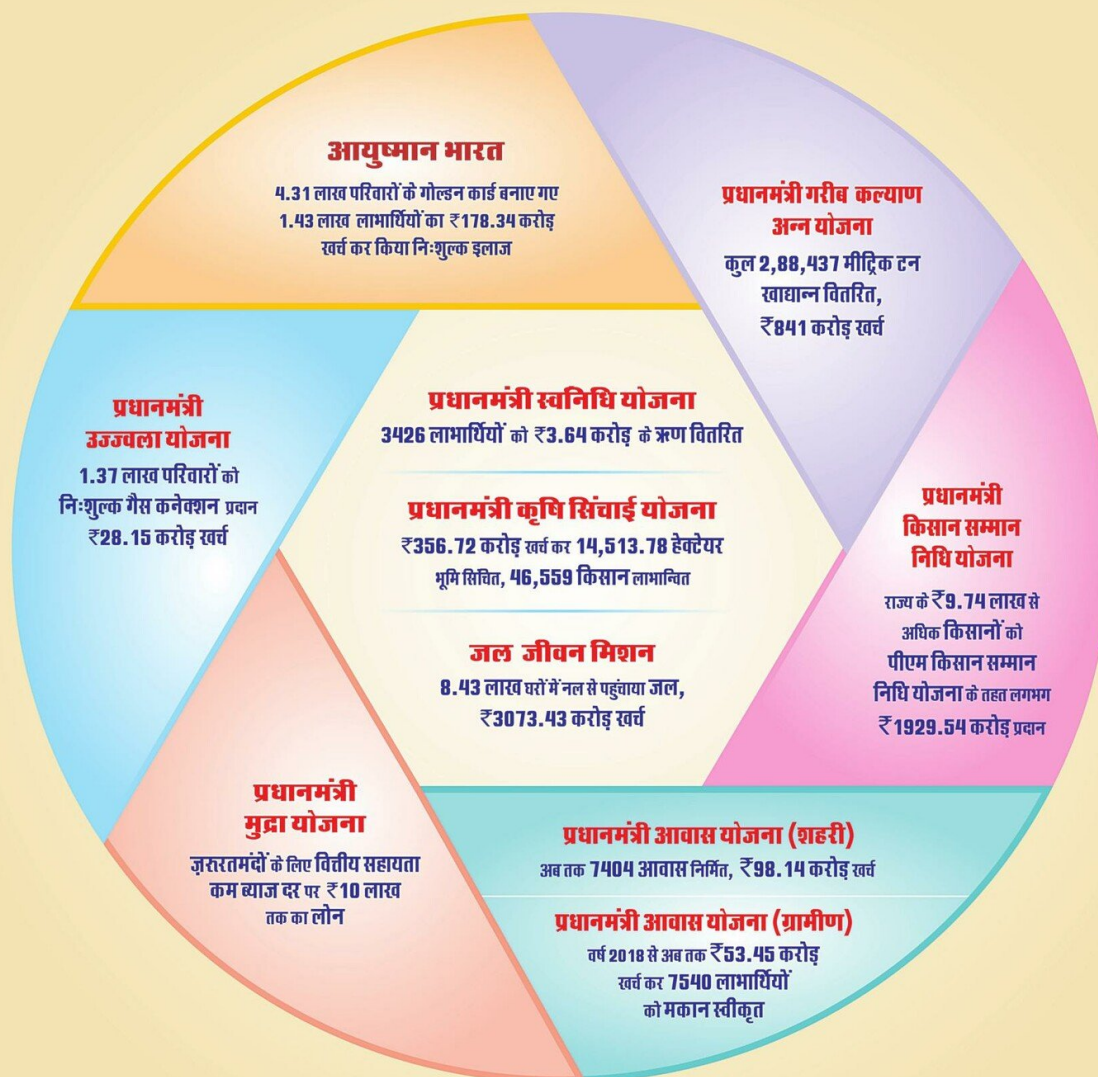 आयुष्मान भारत
4.31 लाख परिवारों के गोल्डन कार्ड बनाए गए
1.43 लाख लाभार्थियों का ₹178.34 करोड़
खर्च कर किया निःशुल्क इलाज
प्रधानमंत्री गरीब कल्याण
अन्न योजना
कुल 2,88,437 मीट्रिक टन
खाद्यान्न वितरित,
₹841 करोड़ खर्च
प्रधानमंत्री
उज्ज्वला योजना
1.37 लाख परिवारों को
निःशुल्क गैस कनेक्शन प्रदान
₹28.15 करोड़ खर्च
प्रधानमंत्री स्वनिधि योजना
3426 लाभार्थियों को ₹3.64 करोड़ के ऋण वितरित
प्रधानमंत्री कृषि सिंचाई योजना
₹356.72 करोड़ खर्च कर 14,513.78 हेक्टेयर
भूमि सिंचित, 46,559 किसान लाभान्वित
जल जीवन मिशन
8.43 लाख घरों में नल से पहुंचाया जल,
₹3073.43 करोड़ खर्च
प्रधानमंत्री
किसान सम्मान
निधि योजना
राज्य के ₹9.74 लाख से
अधिक किसानों को
पीएम किसान सम्मान
निधि योजना के तहत लगभग
₹1929.54 करोड़ प्रदान
प्रधानमंत्री
मुद्रा योजना
ज़रूरतमंदों के लिए वित्तीय सहायता
कम ब्याज दर पर ₹10 लाख
तक का लोन
प्रधानमंत्री आवास योजना (शहरी)
अब तक 7404 आवास निर्मित, ₹98.14 करोड़ खर्च
प्रधानमंत्री आवास योजना (ग्रामीण)
वर्ष 2018 से अब तक ₹53.45 करोड़
खर्च कर 7540 लाभार्थियों
को मकान स्वीकृत